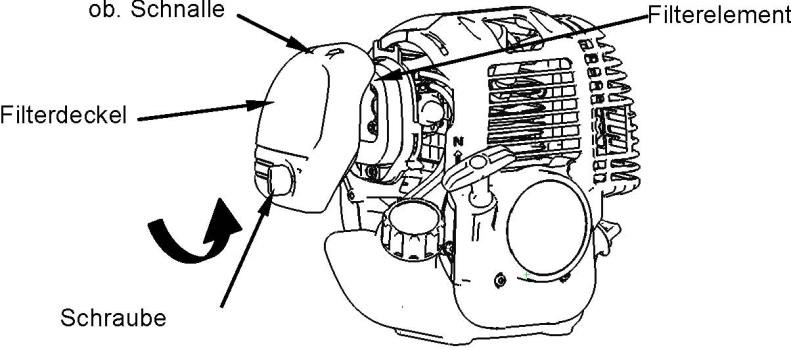 ob. Schnalle
Filterelement
Filterdeckel
N
Schraube